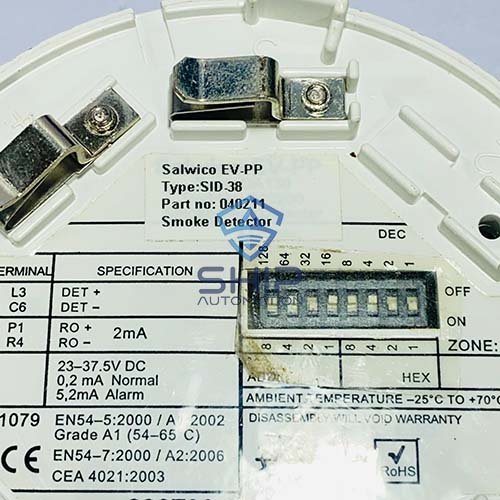 Salwico EV-PP
Type:SID-38
Part no: 040211
Smoke Detector
DEC
128 64 32 16 8 4 2 1
SHIP
AUTOMATION
OFF
ON
8 4 2 1 8 4 2 1
ZONE:
HEX
TERMINAL SPECIFICATION
L3 DET +
C6 DET –
P1 RO + 2mA
R4 RO –
23–37.5V DC
0,2 mA Normal
5,2mA Alarm
AMBIENT TEMPERATURE –25°C TO +70°C
DISASSEMBLY WILL VOID WARRANTY
1079 EN54–5:2000 / A1:2002
Grade A1 (54–65°C)
CE EN54–7:2000 / A2:2006
CEA 4021:2003
RoHS